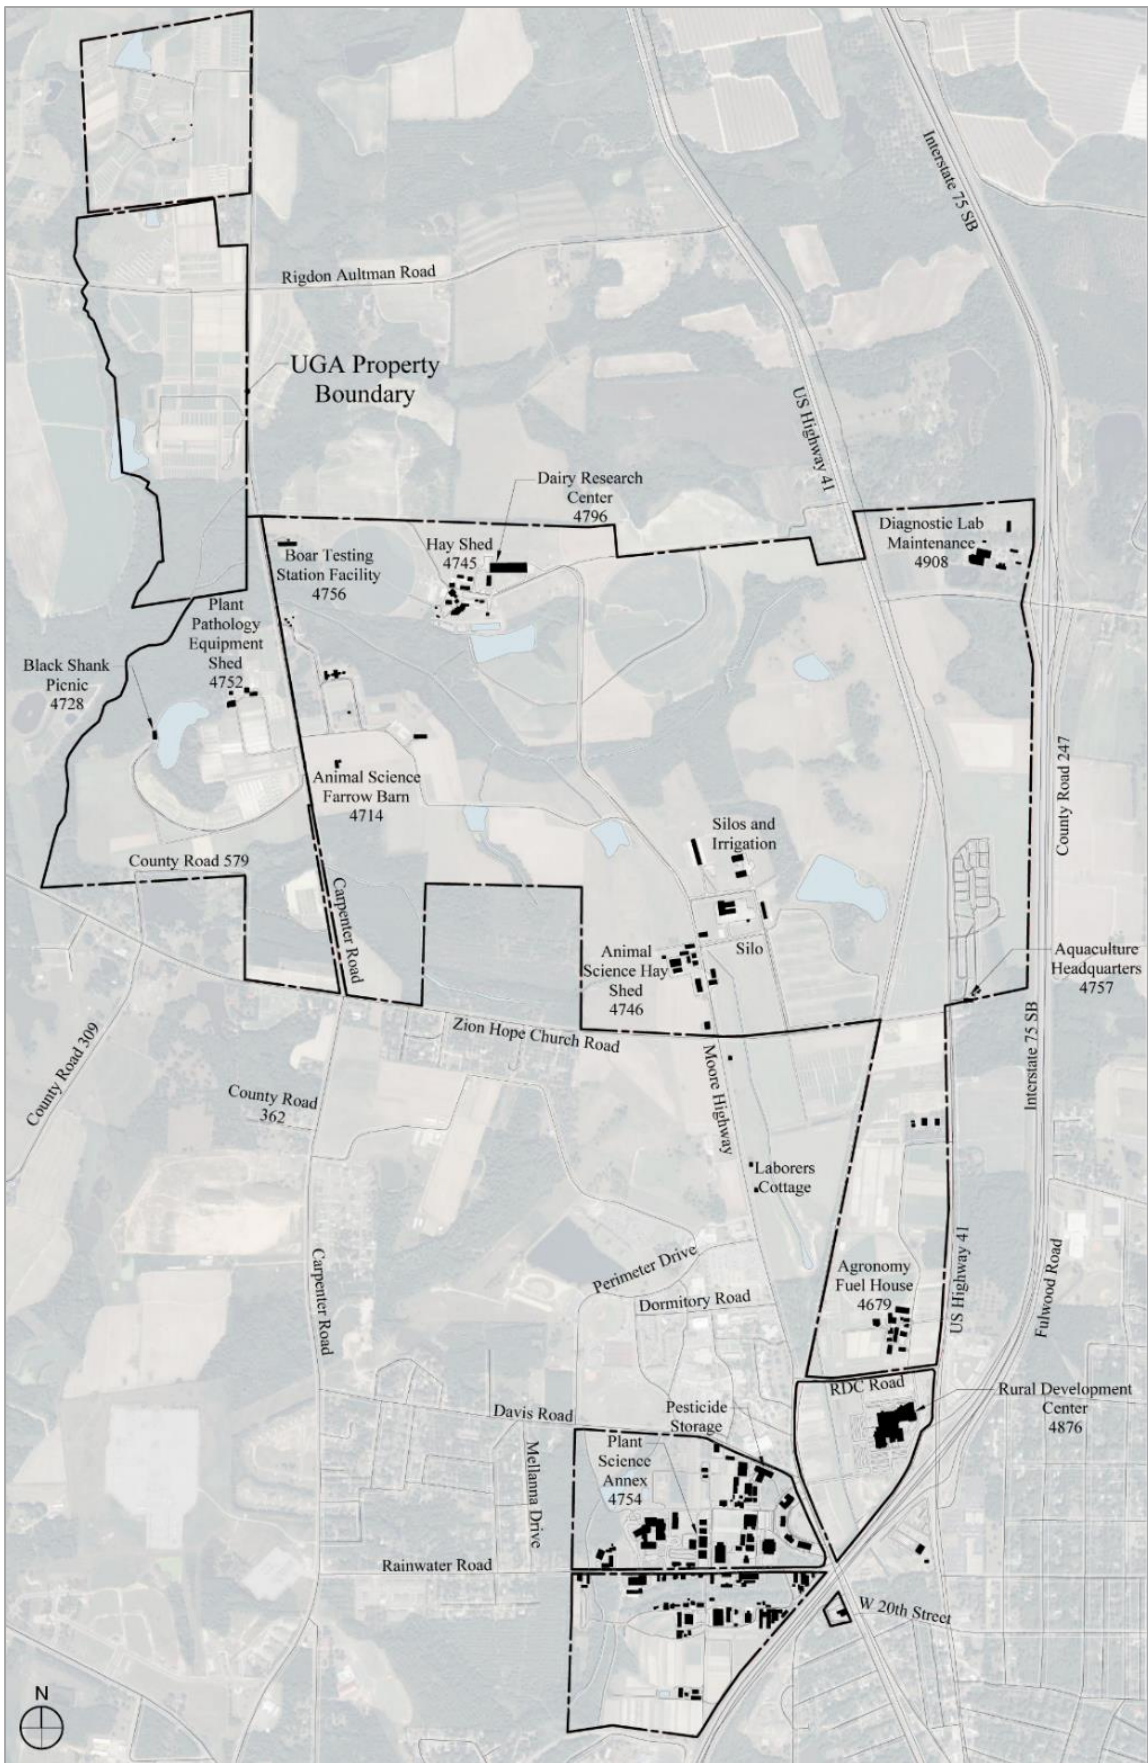 Interstate 75 SB
Rigdon Aultman Road
UGA Property
Boundary
US Highway 41
Dairy Research
Center
4796
Diagnostic Lab
Maintenance
4908
Hay Shed
4745
Boar Testing
Station Facility
4756
Plant
Pathology
Equipment
Shed
4752
Black Shank
Picnic
4728
County Road 247
Animal Science
Farrow Barn
4714
Silos and
Irrigation
County Road 579
Carpenter Road
Silo
Animal
Science Hay
Shed
4746
Aquaculture
Headquarters
4757
Zion Hope Church Road
County Road 309
Interstate 75 SB
County Road
362
Moore Highway
Laborers
Cottage
Carpenter Road
Perimeter Drive
Dormitory Road
Agronomy
Fuel House
4679
US Highway 41
Fulwood Road
RDC Road
Rural Development
Center
4876
Davis Road
Pesticide
Storage
Plant
Science
Annex
4754
Mellanna Drive
Rainwater Road
W 20th Street
N